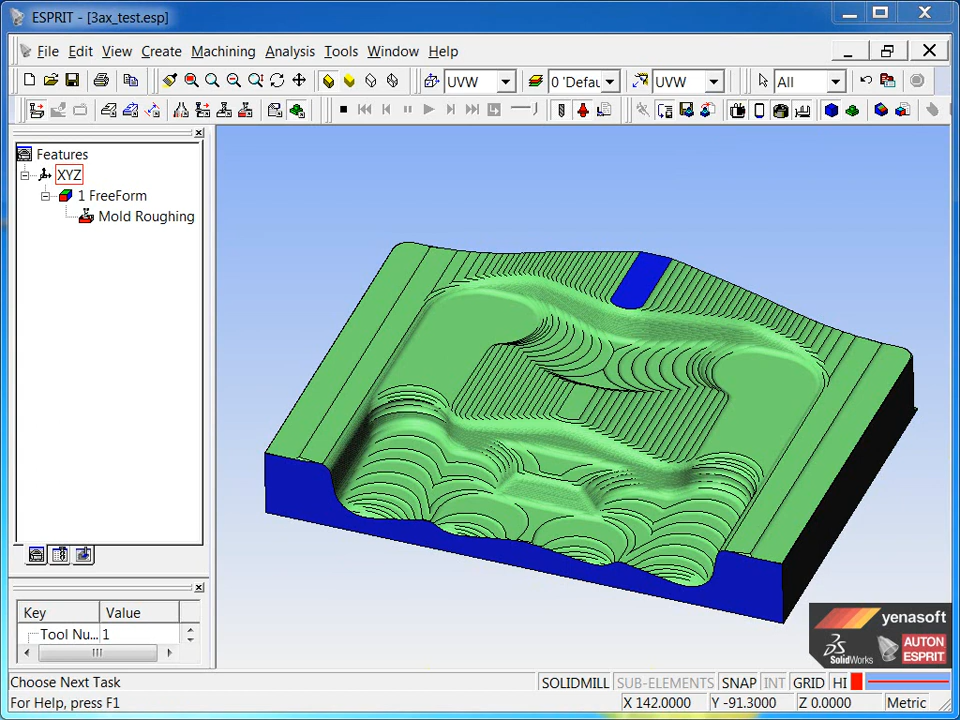 ESPRIT - [3ax_test.esp]
File Edit View Create Machining Analysis Tools Window Help
UVW 0 'Defau UVW All
Features
XYZ
1 FreeForm
Mold Roughing
Key Value
Tool Nu... 1
yenasoft
SolidWorks
AUTON
ESPRIT
Choose Next Task SOLIDMILL SUB-ELEMENTS SNAP INT GRID HI
For Help, press F1 X 142.0000 Y -91.3000 Z 0.0000 Metric